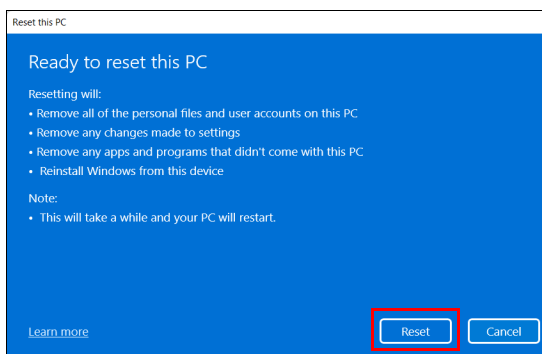 Reset this PC
Ready to reset this PC
Resetting will:
• Remove all of the personal files and user accounts on this PC
• Remove any changes made to settings
• Remove any apps and programs that didn't come with this PC
• Reinstall Windows from this device
Note:
• This will take a while and your PC will restart.
Learn more
Reset
Cancel